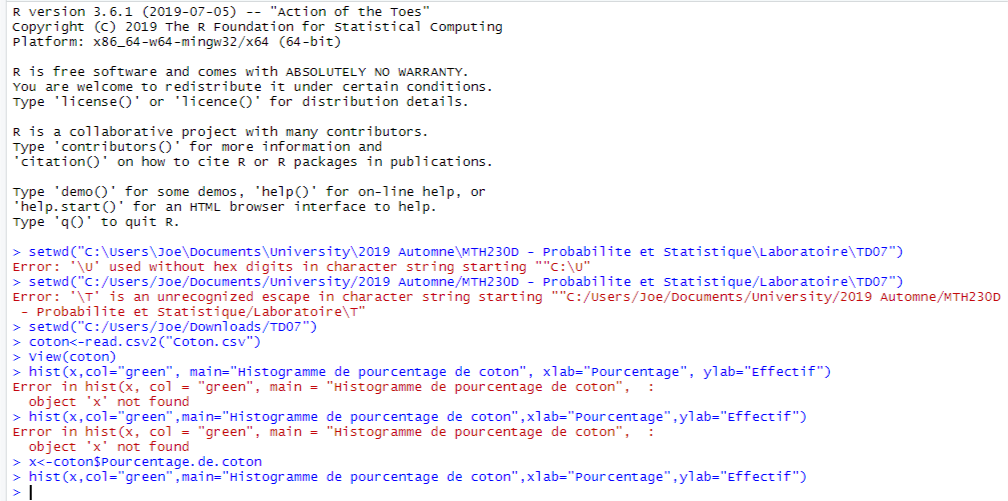 R version 3.6.1 (2019-07-05) -- "Action of the Toes"
Copyright (C) 2019 The R Foundation for Statistical Computing
Platform: x86_64-w64-mingw32/x64 (64-bit)
R is free software and comes with ABSOLUTELY NO WARRANTY.
You are welcome to redistribute it under certain conditions.
Type 'license()' or 'licence()' for distribution details.
R is a collaborative project with many contributors.
Type 'contributors()' for more information and
'citation()' on how to cite R or R packages in publications.
Type 'demo()' for some demos, 'help()' for on-line help, or
'help.start()' for an HTML browser interface to help.
Type 'q()' to quit R.
> setwd("C:\Users\Joe\Documents\University\2019 Automne\MTH230D - Probabilite et Statistique\Laboratoire\TD07")
Error: '\U' used without hex digits in character string starting ""C:\U"
> setwd("C:/Users/Joe/Documents/University/2019 Automne/MTH230D - Probabilite et Statistique/Laboratoire\TD07")
Error: '\T' is an unrecognized escape in character string starting ""C:/Users/Joe/Documents/University/2019 Automne/MTH230D
- Probabilite et Statistique/Laboratoire\T"
> setwd("C:/Users/Joe/Downloads/TD07")
> coton<-read.csv2("Coton.csv")
> View(coton)
> hist(x,col="green", main="Histogramme de pourcentage de coton", xlab="Pourcentage", ylab="Effectif")
Error in hist(x, col = "green", main = "Histogramme de pourcentage de coton",  :
object 'x' not found
> hist(x,col="green",main="Histogramme de pourcentage de coton",xlab="Pourcentage",ylab="Effectif")
Error in hist(x, col = "green", main = "Histogramme de pourcentage de coton",  :
object 'x' not found
> x<-coton$Pourcentage.de.coton
> hist(x,col="green",main="Histogramme de pourcentage de coton",xlab="Pourcentage",ylab="Effectif")
>